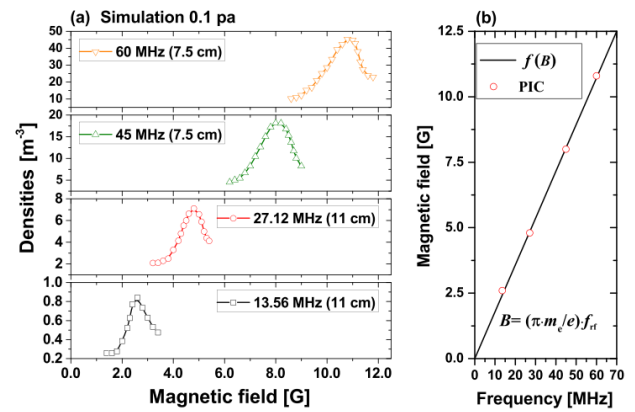 (a) Simulation 0.1 pa
(b)
50
45
40
35
30
25
20
15
10
60 MHz (7.5 cm)
20
15
10
5
45 MHz (7.5 cm)
8
6
4
2
27.12 MHz (11 cm)
1.0
0.8
0.6
0.4
0.2
13.56 MHz (11 cm)
Densities [m⁻³]
0.0 2.0 4.0 6.0 8.0 10.0 12.0
Magnetic field [G]
12.5
10.0
7.5
5.0
2.5
0.0
Magnetic field [G]
f(B)
PIC
B= (π·mₑ/e)·f_rf
0 10 20 30 40 50 60 70
Frequency [MHz]